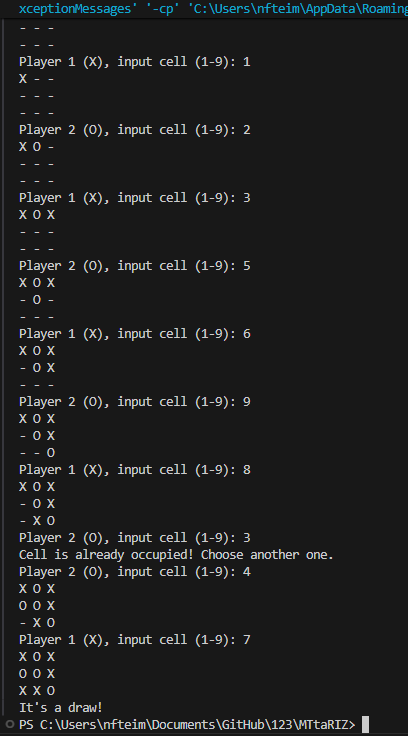 xceptionMessages' '-cp' 'C:\Users\nfteim\AppData\Roaming
- - -
- - -
Player 1 (X), input cell (1-9): 1
X - -
- - -
- - -
Player 2 (O), input cell (1-9): 2
X O -
- - -
- - -
Player 1 (X), input cell (1-9): 3
X O X
- - -
- - -
Player 2 (O), input cell (1-9): 5
X O X
- O -
- - -
Player 1 (X), input cell (1-9): 6
X O X
- O X
- - -
Player 2 (O), input cell (1-9): 9
X O X
- O X
- - O
Player 1 (X), input cell (1-9): 8
X O X
- O X
- X O
Player 2 (O), input cell (1-9): 3
Cell is already occupied! Choose another one.
Player 2 (O), input cell (1-9): 4
X O X
O O X
- X O
Player 1 (X), input cell (1-9): 7
X O X
O O X
X X O
It's a draw!
PS C:\Users\nfteim\Documents\GitHub\123\MTtaRIZ>